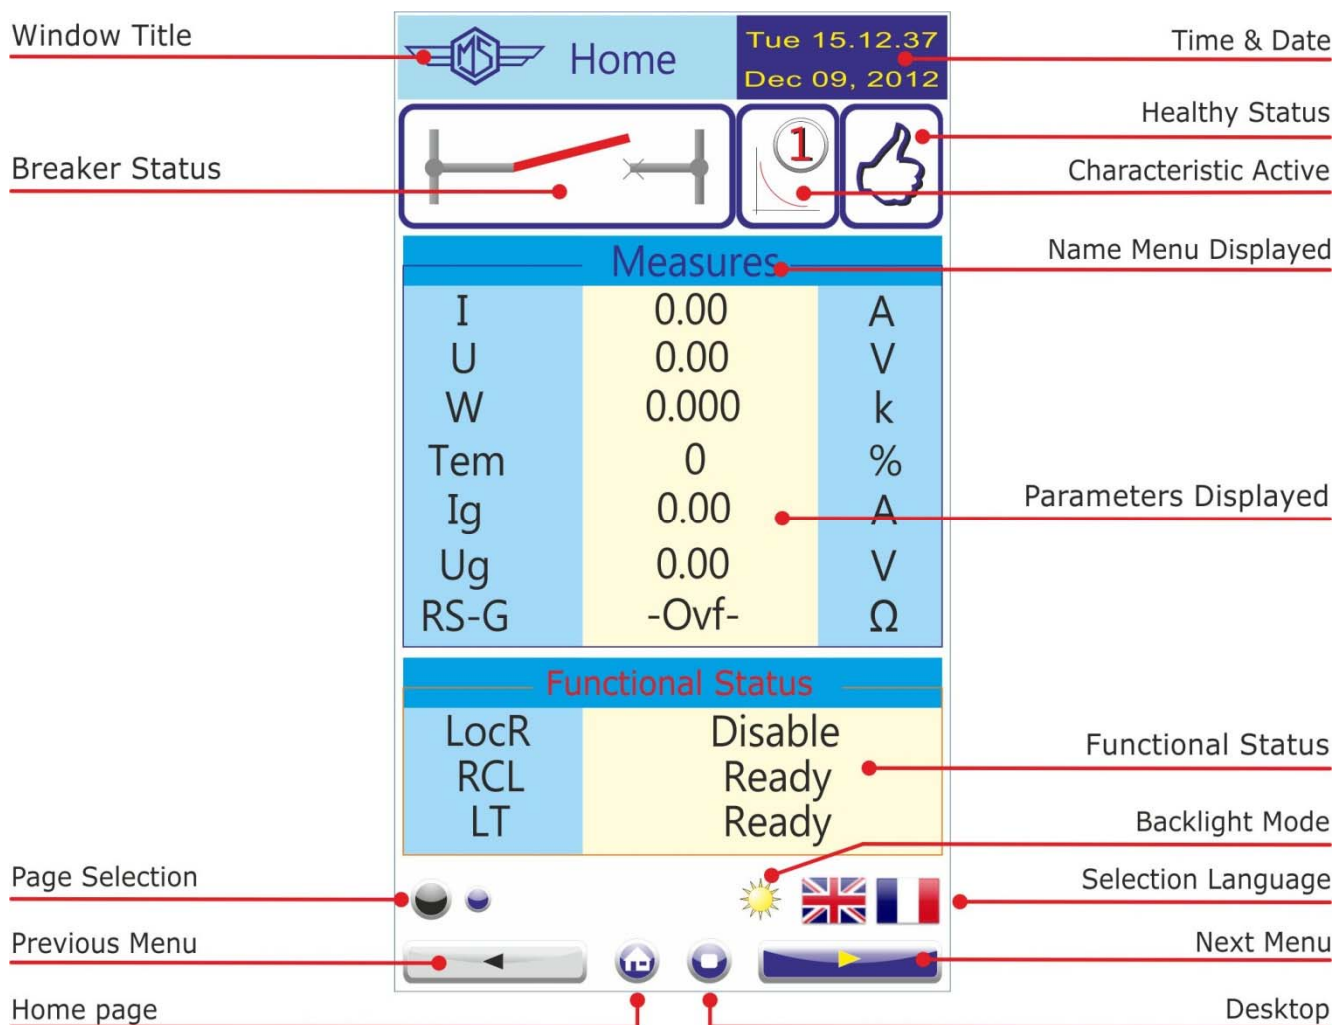 Window Title
MS
Home
Tue 15.12.37
Dec 09, 2012
Time & Date
Healthy Status
1
Breaker Status
Characteristic Active
Measures
Name Menu Displayed
I 0.00 A
U 0.00 V
W 0.000 k
Tem 0 %
Ig 0.00 A
Parameters Displayed
Ug 0.00 V
RS-G -Ovf- Ω
Functional Status
LocR Disable
Functional Status
RCL Ready
LT Ready
Backlight Mode
Page Selection
Selection Language
Previous Menu
Next Menu
Home page
Desktop